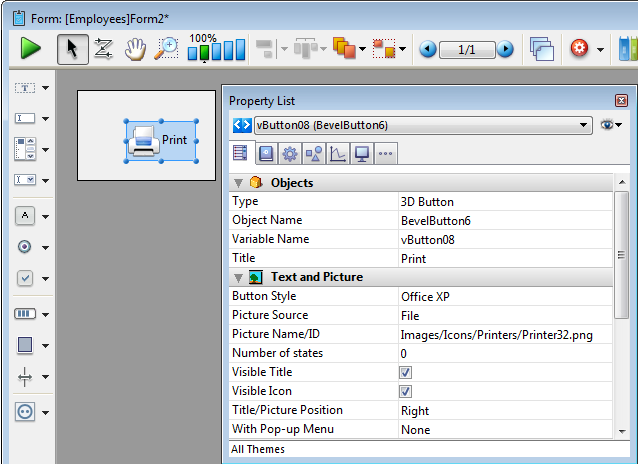 Form: [Employees]Form2*
100%
1/1
Print
Property List
vButton08 (BevelButton6)
Objects
Type 3D Button
Object Name BevelButton6
Variable Name vButton08
Title Print
Text and Picture
Button Style Office XP
Picture Source File
Picture Name/ID Images/Icons/Printers/Printer32.png
Number of states 0
Visible Title
Visible Icon
Title/Picture Position Right
With Pop-up Menu None
All Themes